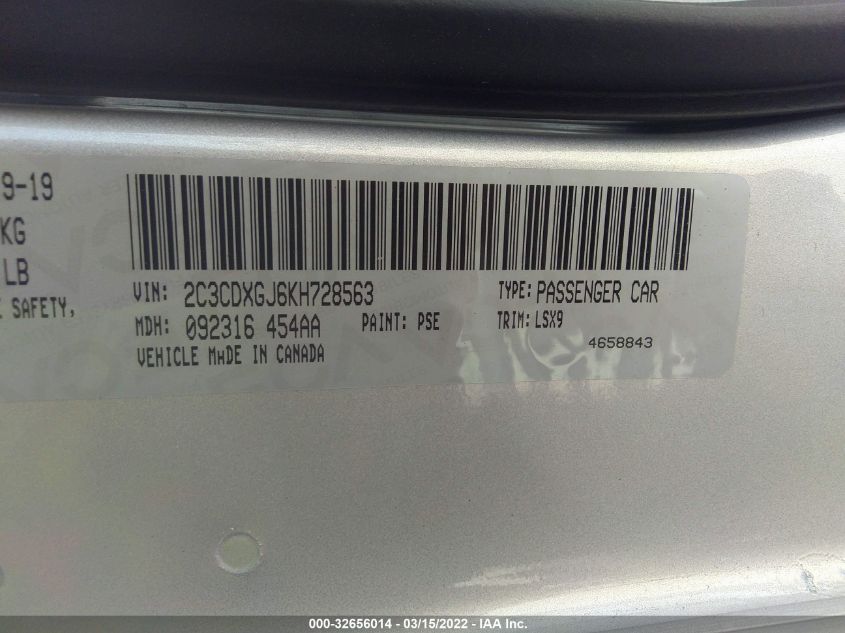 9-19
KG
LB
SAFETY,
VIN: 2C3CDXGJ6KH728563
TYPE: PASSENGER CAR
MDH: 092316 454AA
PAINT: PSE
TRIM: LSX9
VEHICLE MADE IN CANADA
4658843
000-32656014 - 03/15/2022 - IAA Inc.